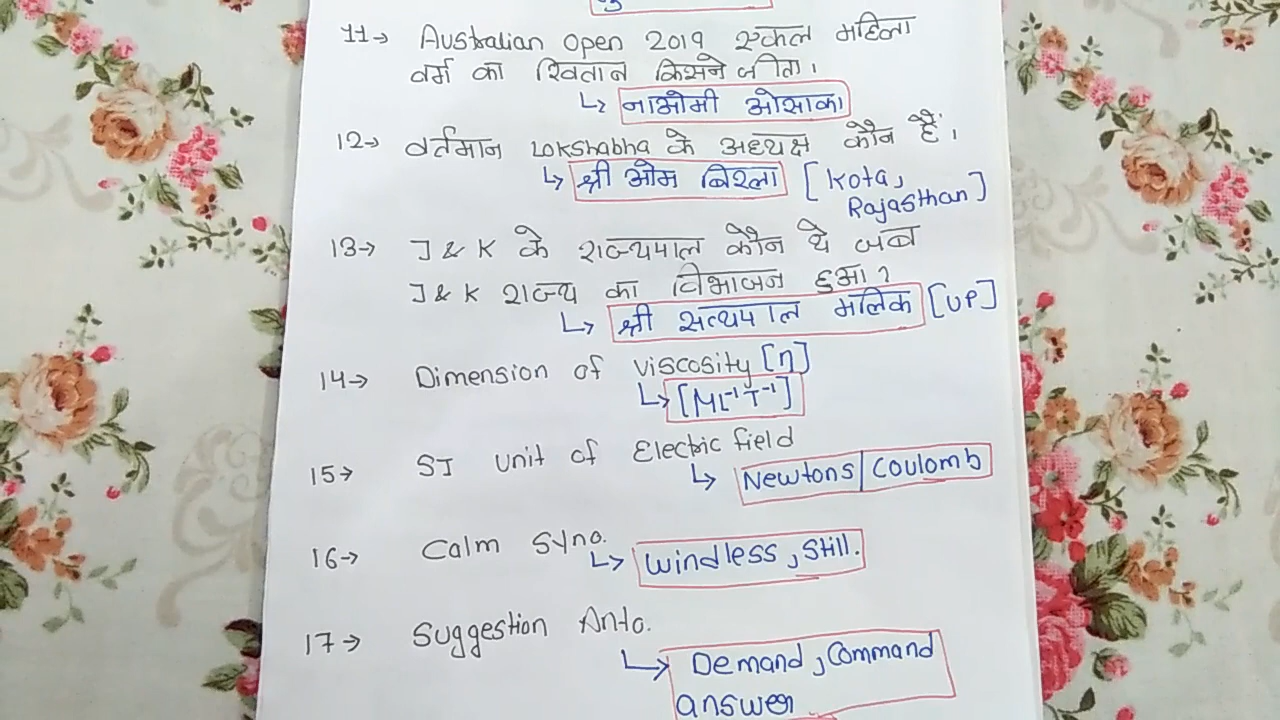 11→ Australian Open 2019 एकल महिला
वर्ग का खिताब किसने जीता।
↳ नाओमी ओसाका
12→ वर्तमान Lokshabha के अध्यक्ष कौन हैं।
↳ श्री ओम बिरला [Kota,
Rajasthan]
13→ J & K के राज्यपाल कौन थे जब
J & K राज्य का विभाजन हुआ?
↳ श्री सत्यपाल मलिक [UP]
14→ Dimension of viscosity [η]
↳ [ML⁻¹T⁻¹]
15→ SI unit of Electric field
↳ Newtons/Coulomb
16→ Calm Syno.
↳ windless, still.
17→ Suggestion Anto.
↳ Demand, Command
answer